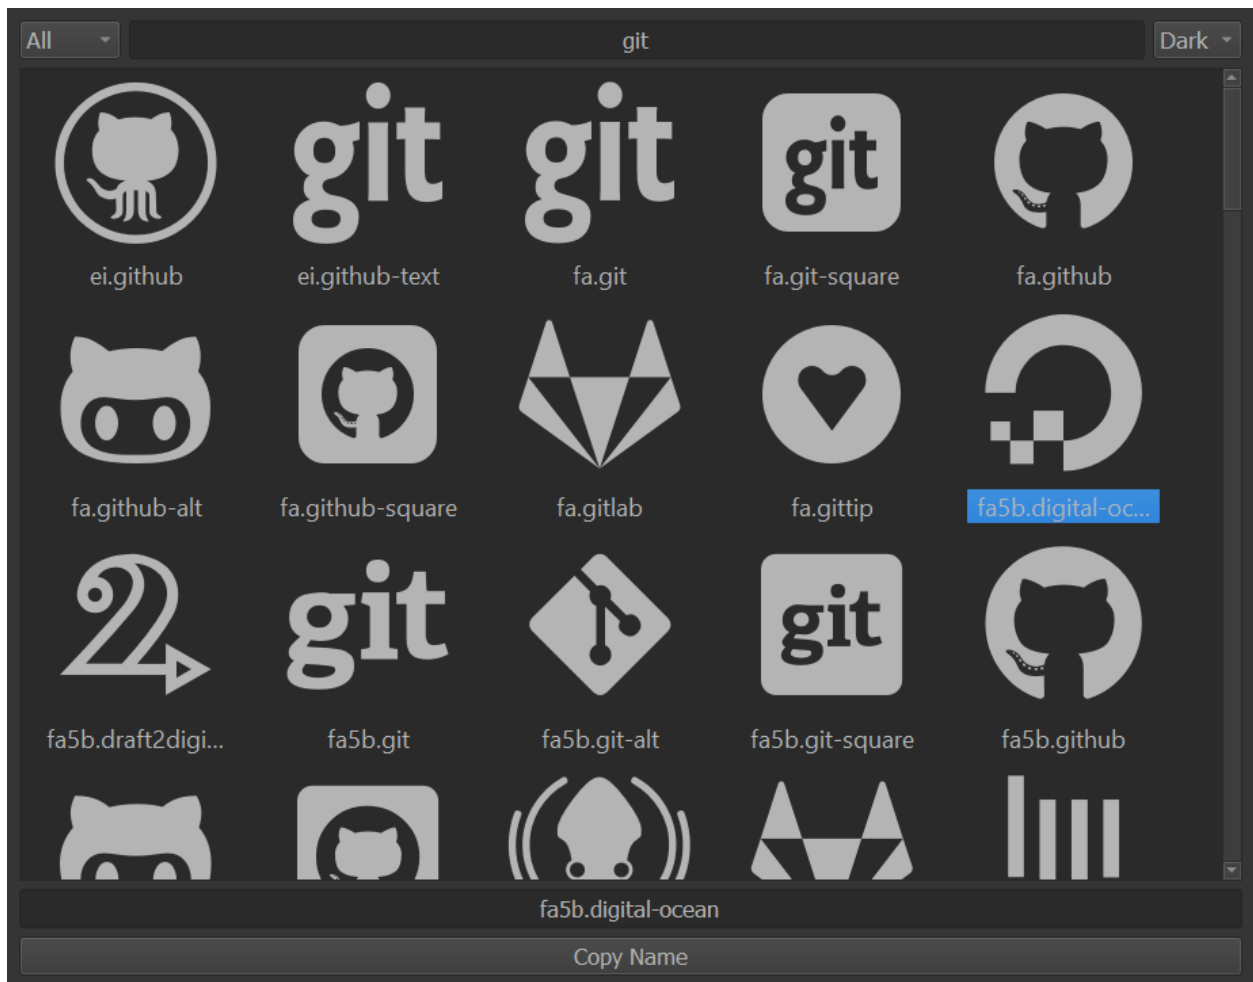 All git Dark
git git git
ei.github ei.github-text fa.git fa.git-square fa.github
fa.github-alt fa.github-square fa.gitlab fa.gittip fa5b.digital-oc...
git git
fa5b.draft2digi... fa5b.git fa5b.git-alt fa5b.git-square fa5b.github
fa5b.digital-ocean
Copy Name